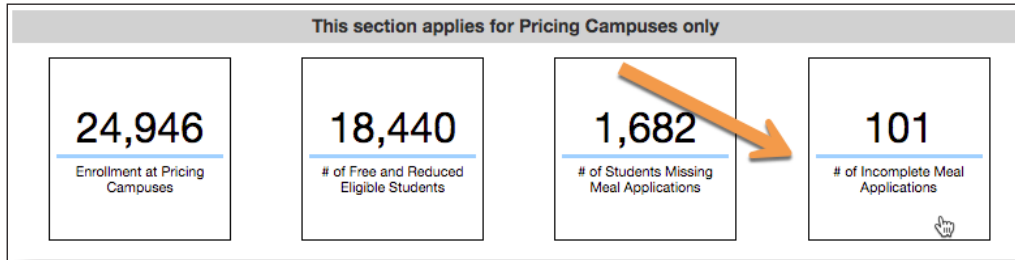 This section applies for Pricing Campuses only
24,946
Enrollment at Pricing
Campuses
18,440
# of Free and Reduced
Eligible Students
1,682
# of Students Missing
Meal Applications
101
# of Incomplete Meal
Applications